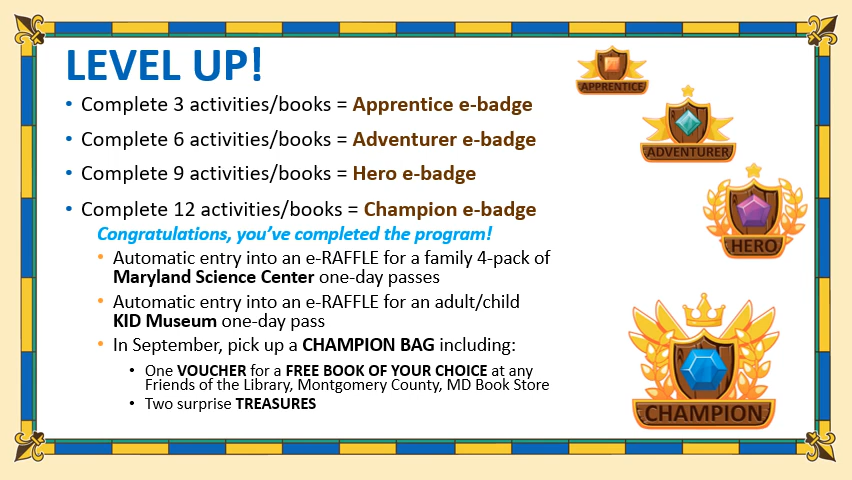 LEVEL UP!
• Complete 3 activities/books = Apprentice e-badge
• Complete 6 activities/books = Adventurer e-badge
• Complete 9 activities/books = Hero e-badge
• Complete 12 activities/books = Champion e-badge
Congratulations, you’ve completed the program!
• Automatic entry into an e-RAFFLE for a family 4-pack of
Maryland Science Center one-day passes
• Automatic entry into an e-RAFFLE for an adult/child
KID Museum one-day pass
• In September, pick up a CHAMPION BAG including:
• One VOUCHER for a FREE BOOK OF YOUR CHOICE at any
Friends of the Library, Montgomery County, MD Book Store
• Two surprise TREASURES
APPRENTICE
ADVENTURER
HERO
CHAMPION